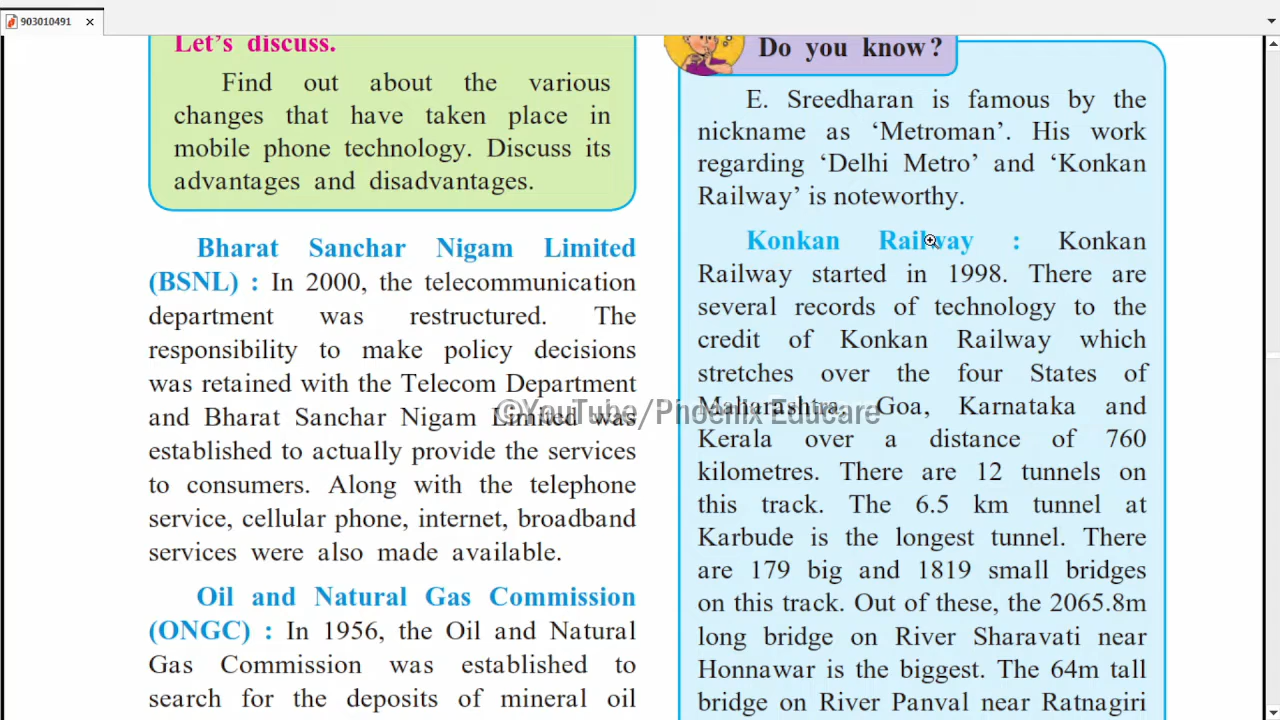 903010491
Let's discuss.
Find out about the various
changes that have taken place in
mobile phone technology. Discuss its
advantages and disadvantages.
Bharat Sanchar Nigam Limited
(BSNL) : In 2000, the telecommunication
department was restructured. The
responsibility to make policy decisions
was retained with the Telecom Department
and Bharat Sanchar Nigam Limited was
established to actually provide the services
to consumers. Along with the telephone
service, cellular phone, internet, broadband
services were also made available.
Oil and Natural Gas Commission
(ONGC) : In 1956, the Oil and Natural
Gas Commission was established to
search for the deposits of mineral oil
Do you know?
E. Sreedharan is famous by the
nickname as 'Metroman'. His work
regarding 'Delhi Metro' and 'Konkan
Railway' is noteworthy.
Konkan Railway : Konkan
Railway started in 1998. There are
several records of technology to the
credit of Konkan Railway which
stretches over the four States of
Maharashtra, Goa, Karnataka and
Kerala over a distance of 760
kilometres. There are 12 tunnels on
this track. The 6.5 km tunnel at
Karbude is the longest tunnel. There
are 179 big and 1819 small bridges
on this track. Out of these, the 2065.8m
long bridge on River Sharavati near
Honnawar is the biggest. The 64m tall
bridge on River Panval near Ratnagiri
©YouTube/Phoenix Educare